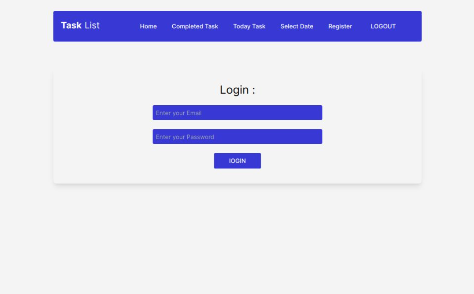 Task List Home Completed Task Today Task Select Date Register LOGOUT
Login :
Enter your Email
Enter your Password
lOGIN